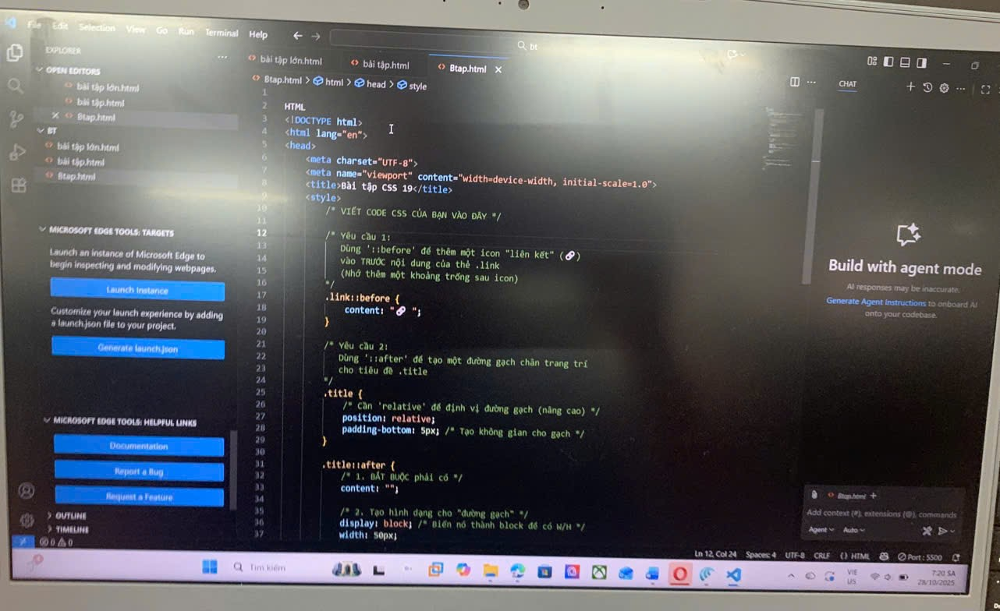 File Edit Selection View Go Run Terminal Help
bt
EXPLORER
OPEN EDITORS
bài tập lớn.html
bài tập.html
Btap.html
BT
bài tập lớn.html
bài tập.html
Btap.html
MICROSOFT EDGE TOOLS: TARGETS
Launch an instance of Microsoft Edge to
begin inspecting and modifying webpages.
Launch Instance
Customize your launch experience by adding
a launch.json file to your project.
Generate launch.json
MICROSOFT EDGE TOOLS: HELPFUL LINKS
Documentation
Report a Bug
Request a Feature
OUTLINE
TIMELINE
bài tập lớn.html bài tập.html Btap.html
Btap.html > html > head > style
1
2 HTML
3 <!DOCTYPE html>
4 <html lang="en">
5 <head>
6 <meta charset="UTF-8">
7 <meta name="viewport" content="width=device-width, initial-scale=1.0">
8 <title>Bài tập CSS 19</title>
9 <style>
10 /* VIẾT CODE CSS CỦA BẠN VÀO ĐÂY */
11
12 /* Yêu cầu 1:
13 Dùng '::before' để thêm một icon "liên kết" (🔗)
14 vào TRƯỚC nội dung của thẻ .link
15 (Nhớ thêm một khoảng trống sau icon)
16 */
17 .link::before {
18 content: "🔗 ";
19 }
20
21 /* Yêu cầu 2:
22 Dùng '::after' để tạo một đường gạch chân trang trí
23 cho tiêu đề .title
24 */
25 .title {
26 /* Cần 'relative' để định vị đường gạch (nâng cao) */
27 position: relative;
28 padding-bottom: 5px; /* Tạo không gian cho gạch */
29 }
30
31 .title::after {
32 /* 1. BẮT BUỘC phải có */
33 content: "";
34
35 /* 2. Tạo hình dạng cho "đường gạch" */
36 display: block; /* Biến nó thành block để có W/H */
37 width: 50px;
CHAT
Build with agent mode
AI responses may be inaccurate.
Generate Agent Instructions to onboard AI
onto your codebase.
Btap.html
Add context (#), extensions (@), commands
Agent Auto
0 0
Ln 12, Col 24 Spaces: 4 UTF-8 CRLF {} HTML Port : 5500
Tìm kiếm
VIE
US
7:20 SA
28/10/2025